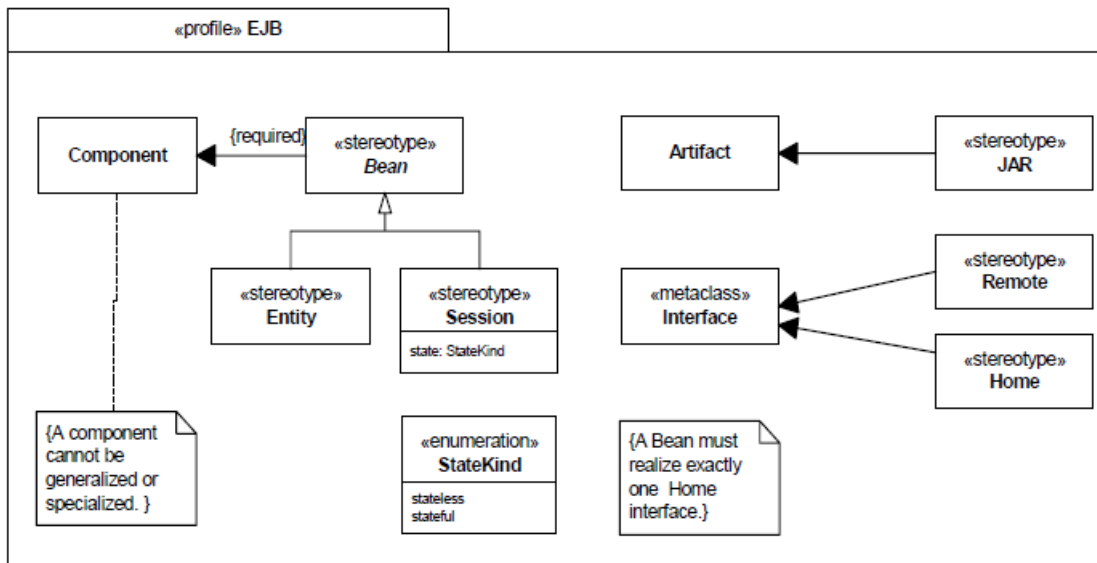 «profile» EJB
Component
{required}
«stereotype»
Bean
Artifact
«stereotype»
JAR
«stereotype»
Entity
«stereotype»
Session
state: StateKind
«metaclass»
Interface
«stereotype»
Remote
«stereotype»
Home
{A component
cannot be
generalized or
specialized. }
«enumeration»
StateKind
stateless
stateful
{A Bean must
realize exactly
one Home
interface.}